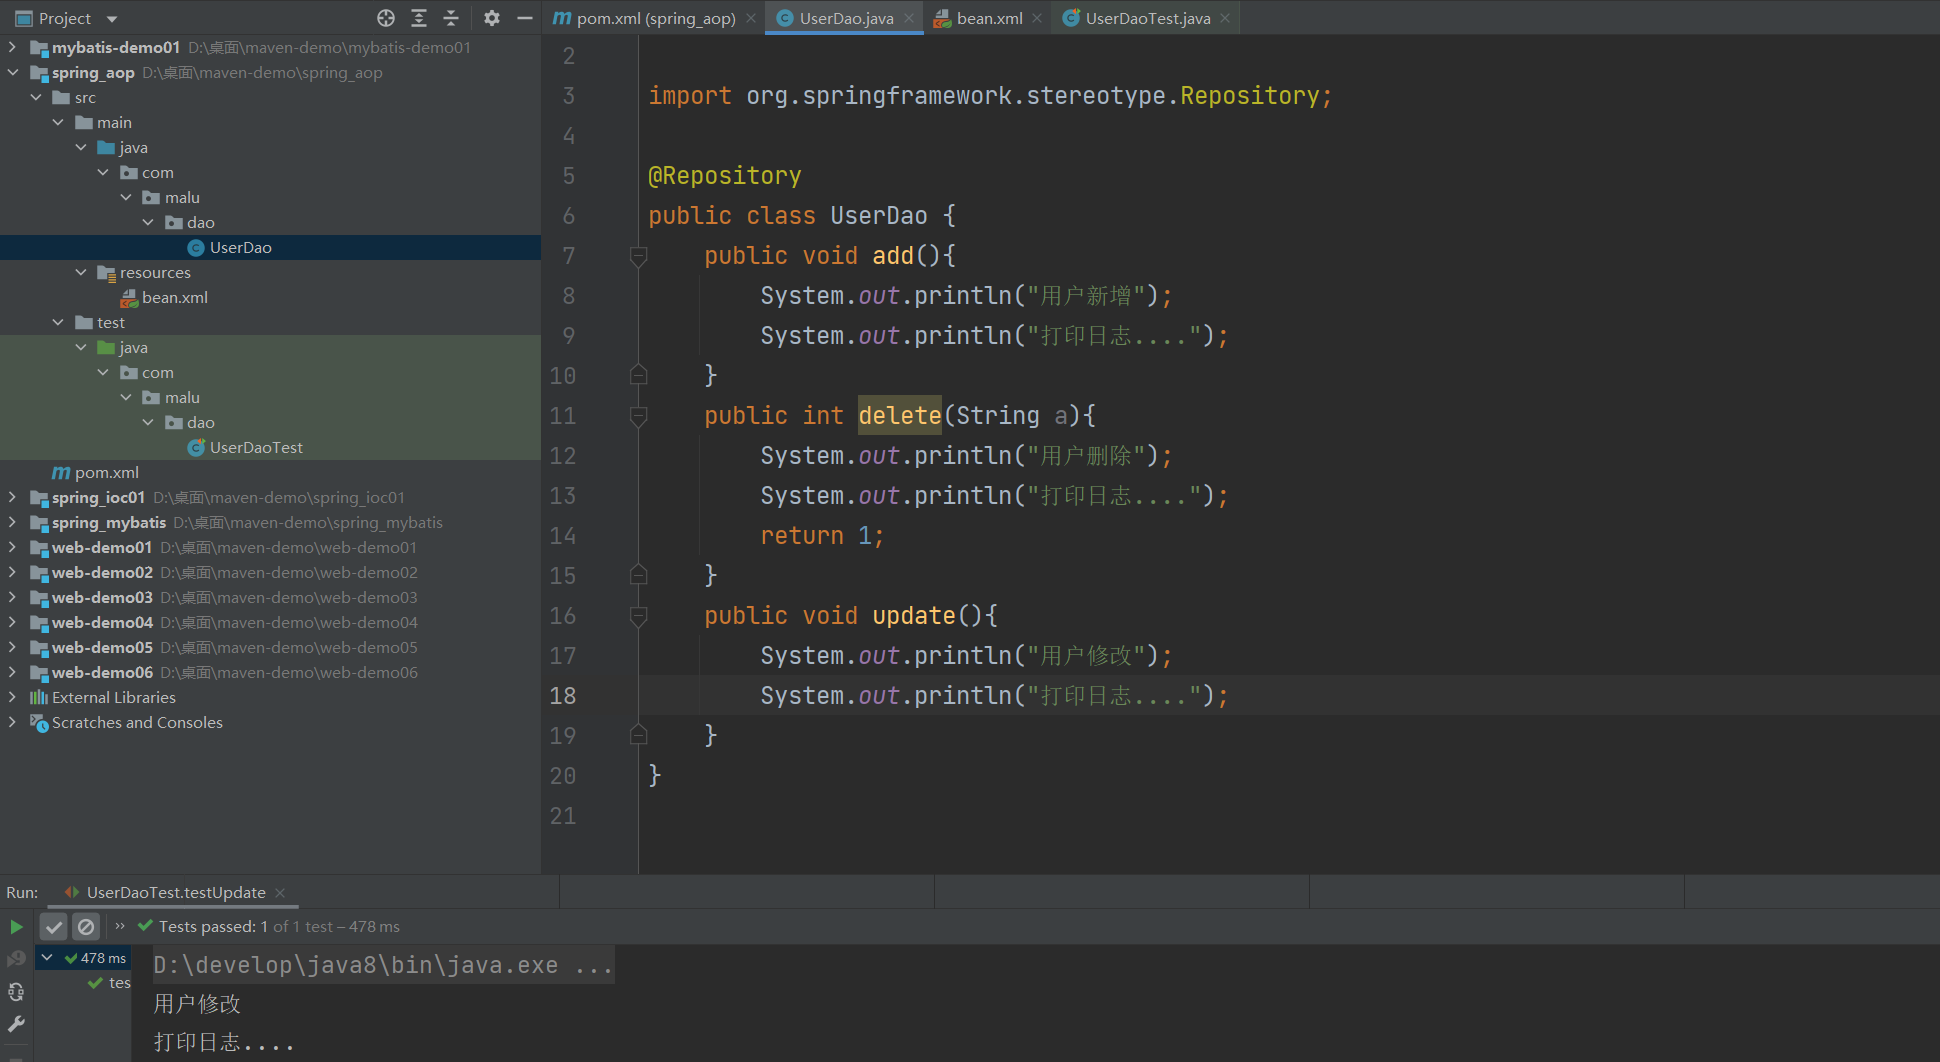 Project
pom.xml (spring_aop)
UserDao.java
bean.xml
UserDaoTest.java
mybatis-demo01 D:\桌面\maven-demo\mybatis-demo01
spring_aop D:\桌面\maven-demo\spring_aop
src
main
java
com
malu
dao
UserDao
resources
bean.xml
test
java
com
malu
dao
UserDaoTest
pom.xml
spring_ioc01 D:\桌面\maven-demo\spring_ioc01
spring_mybatis D:\桌面\maven-demo\spring_mybatis
web-demo01 D:\桌面\maven-demo\web-demo01
web-demo02 D:\桌面\maven-demo\web-demo02
web-demo03 D:\桌面\maven-demo\web-demo03
web-demo04 D:\桌面\maven-demo\web-demo04
web-demo05 D:\桌面\maven-demo\web-demo05
web-demo06 D:\桌面\maven-demo\web-demo06
External Libraries
Scratches and Consoles
2
3 import org.springframework.stereotype.Repository;
4
5 @Repository
6 public class UserDao {
7 public void add(){
8 System.out.println("用户新增");
9 System.out.println("打印日志....");
10 }
11 public int delete(String a){
12 System.out.println("用户删除");
13 System.out.println("打印日志....");
14 return 1;
15 }
16 public void update(){
17 System.out.println("用户修改");
18 System.out.println("打印日志....");
19 }
20 }
21
Run: UserDaoTest.testUpdate
» Tests passed: 1 of 1 test – 478 ms
478 ms
tes
D:\develop\java8\bin\java.exe ...
用户修改
打印日志....